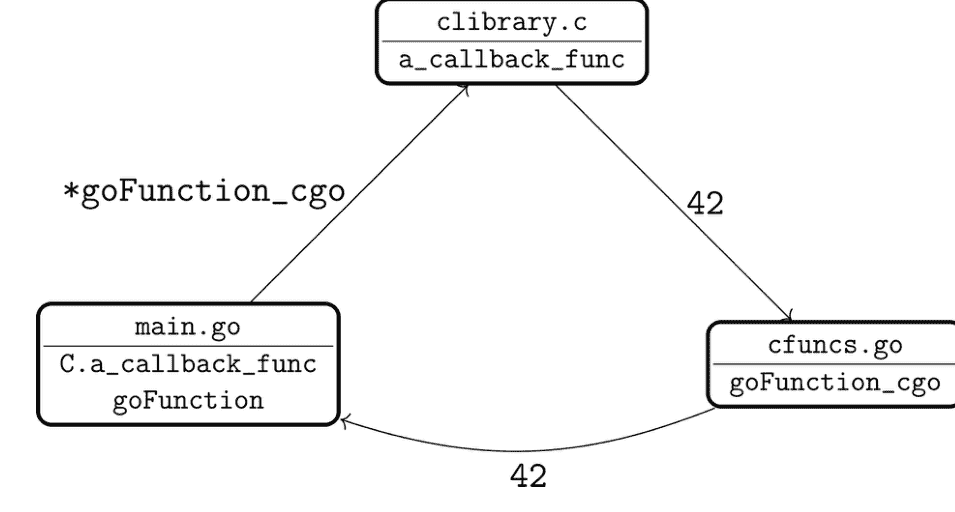 clibrary.c
a_callback_func
*goFunction_cgo
42
main.go
C.a_callback_func
goFunction
cfuncs.go
goFunction_cgo
42